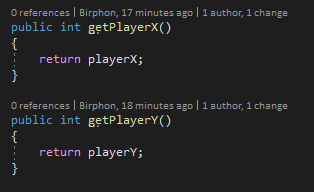 0 references | Birphon, 17 minutes ago | 1 author, 1 change
public int getPlayerX()
{
    return playerX;
}
0 references | Birphon, 18 minutes ago | 1 author, 1 change
public int getPlayerY()
{
    return playerY;
}